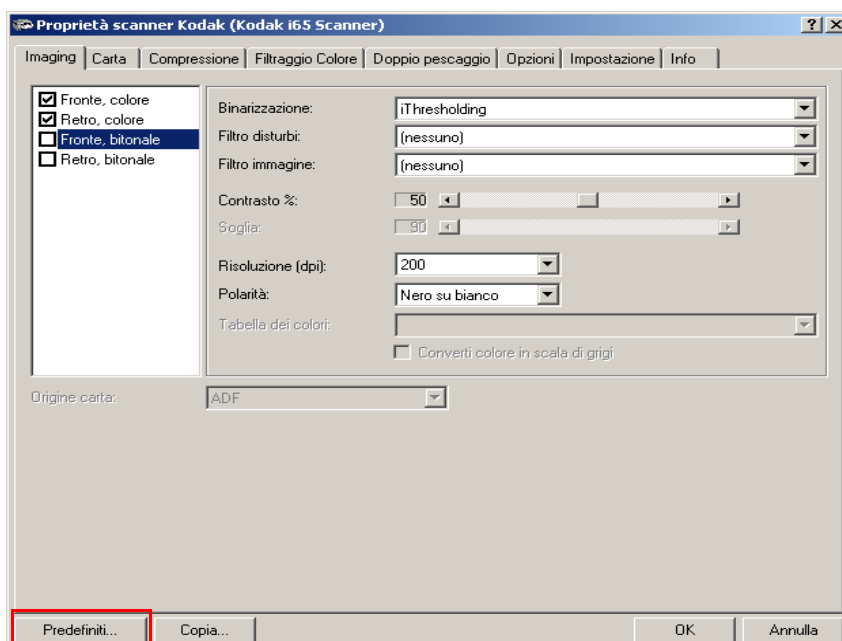 Proprietà scanner Kodak (Kodak i65 Scanner)
Imaging Carta Compressione Filtraggio Colore Doppio pescaggio Opzioni Impostazione Info
Fronte, colore
Retro, colore
Fronte, bitonale
Retro, bitonale
Binarizzazione: iThresholding
Filtro disturbi: (nessuno)
Filtro immagine: (nessuno)
Contrasto %: 50
Soglia: 90
Risoluzione (dpi): 200
Polarità: Nero su bianco
Tabella dei colori:
Converti colore in scala di grigi
Origine carta: ADF
Predefiniti... Copia... OK Annulla